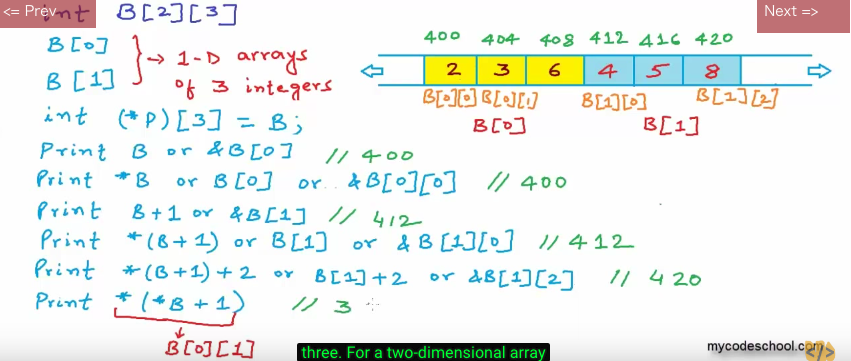 <= Prev
Next =>
int B[2][3]
B[0]
B[1]
→ 1-D arrays
of 3 integers
400 404 408 412 416 420
2 3 6 4 5 8
B[0][0] B[0][1] B[1][0] B[1][2]
B[0] B[1]
int (*P)[3] = B;
Print B or &B[0] // 400
Print *B or B[0] or &B[0][0] // 400
Print B+1 or &B[1] // 412
Print *(B+1) or B[1] or &B[1][0] // 412
Print *(B+1)+2 or B[1]+2 or &B[1][2] // 420
Print *(*B+1) // 3
B[0][1]
three. For a two-dimensional array
mycodeschool.com